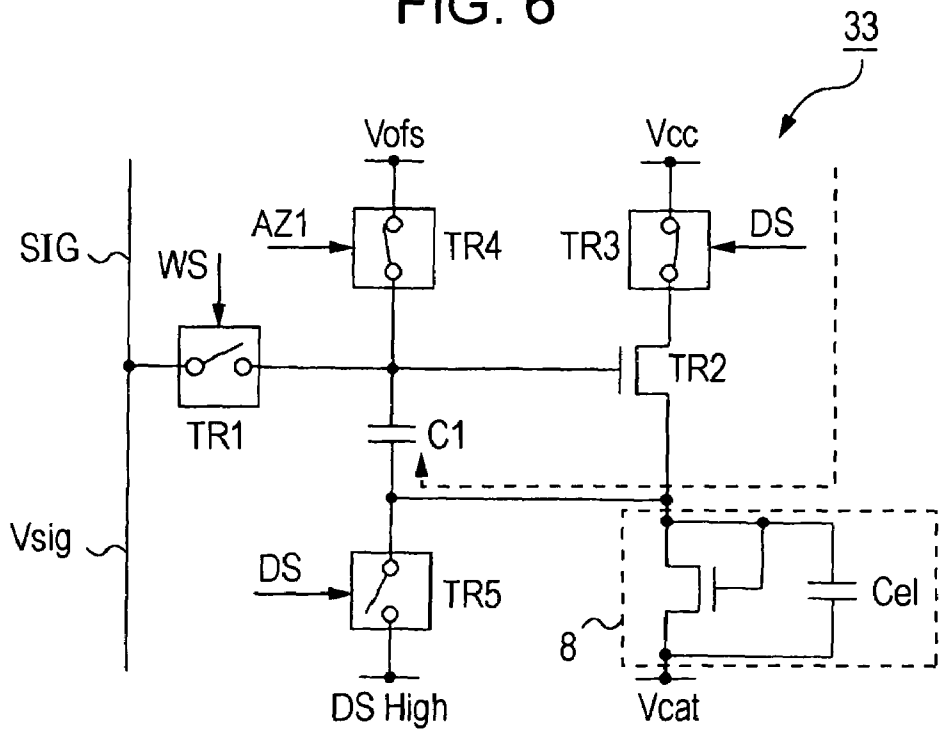 FIG. 6
33
Vofs
Vcc
SIG
AZ1
TR4
TR3
DS
WS
TR2
TR1
C1
Vsig
DS
TR5
Cel
8
DS High
Vcat